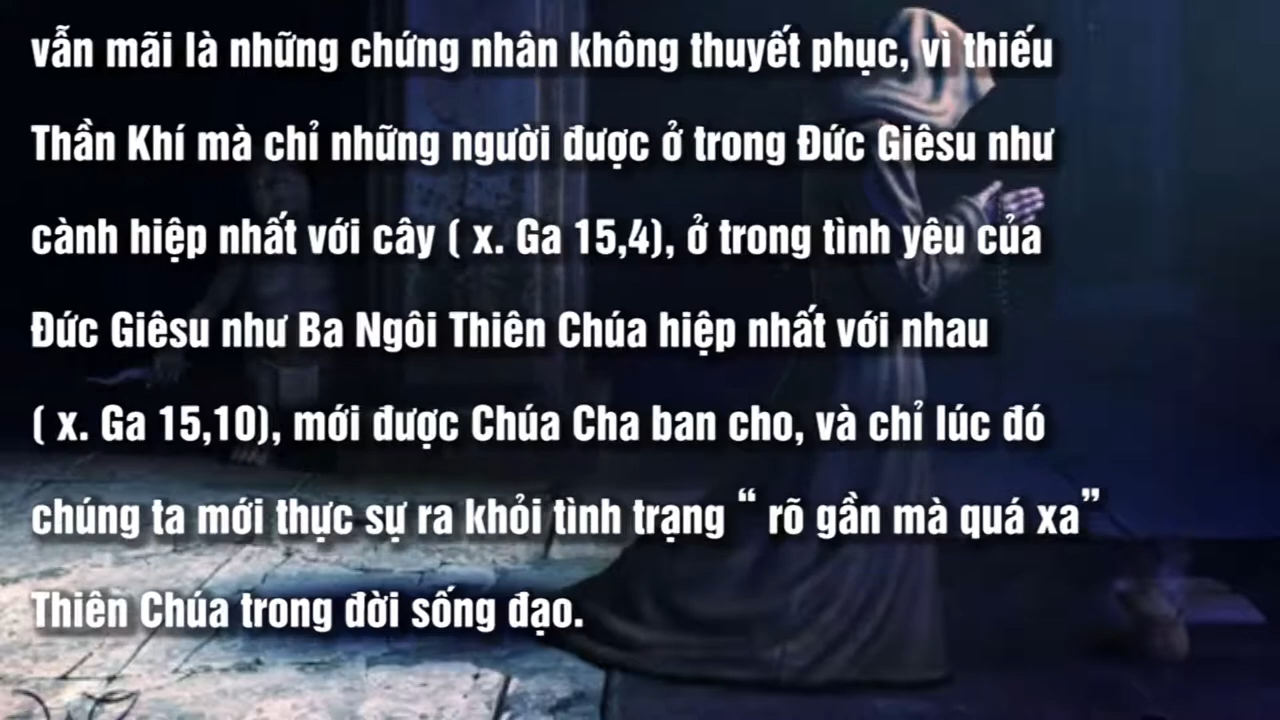 vẫn mãi là những chứng nhân không thuyết phục, vì thiếu
Thần Khí mà chỉ những người được ở trong Đức Giêsu như
cành hiệp nhất với cây ( x. Ga 15,4), ở trong tình yêu của
Đức Giêsu như Ba Ngôi Thiên Chúa hiệp nhất với nhau
( x. Ga 15,10), mới được Chúa Cha ban cho, và chỉ lúc đó
chúng ta mới thực sự ra khỏi tình trạng “ rõ gần mà quá xa”
Thiên Chúa trong đời sống đạo.